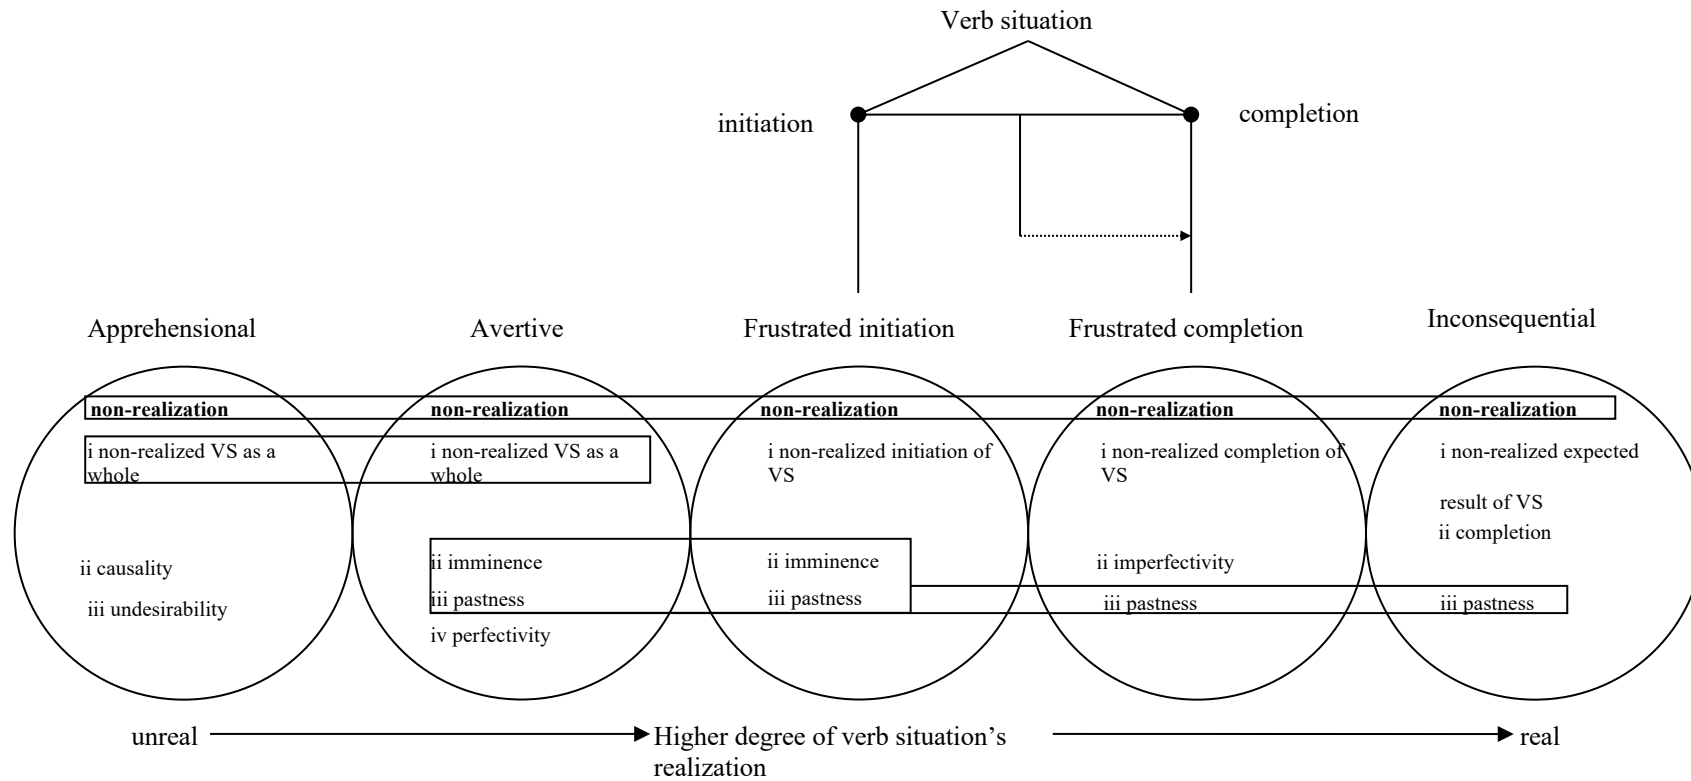 Verb situation
initiation
completion
Apprehensional
Avertive
Frustrated initiation
Frustrated completion
Inconsequential
non-realization
i non-realized VS as a
whole
ii causality
iii undesirability
non-realization
i non-realized VS as a
whole
ii imminence
iii pastness
iv perfectivity
non-realization
i non-realized initiation of
VS
ii imminence
iii pastness
non-realization
i non-realized completion of
VS
ii imperfectivity
iii pastness
non-realization
i non-realized expected
result of VS
ii completion
iii pastness
unreal
Higher degree of verb situation's
realization
real